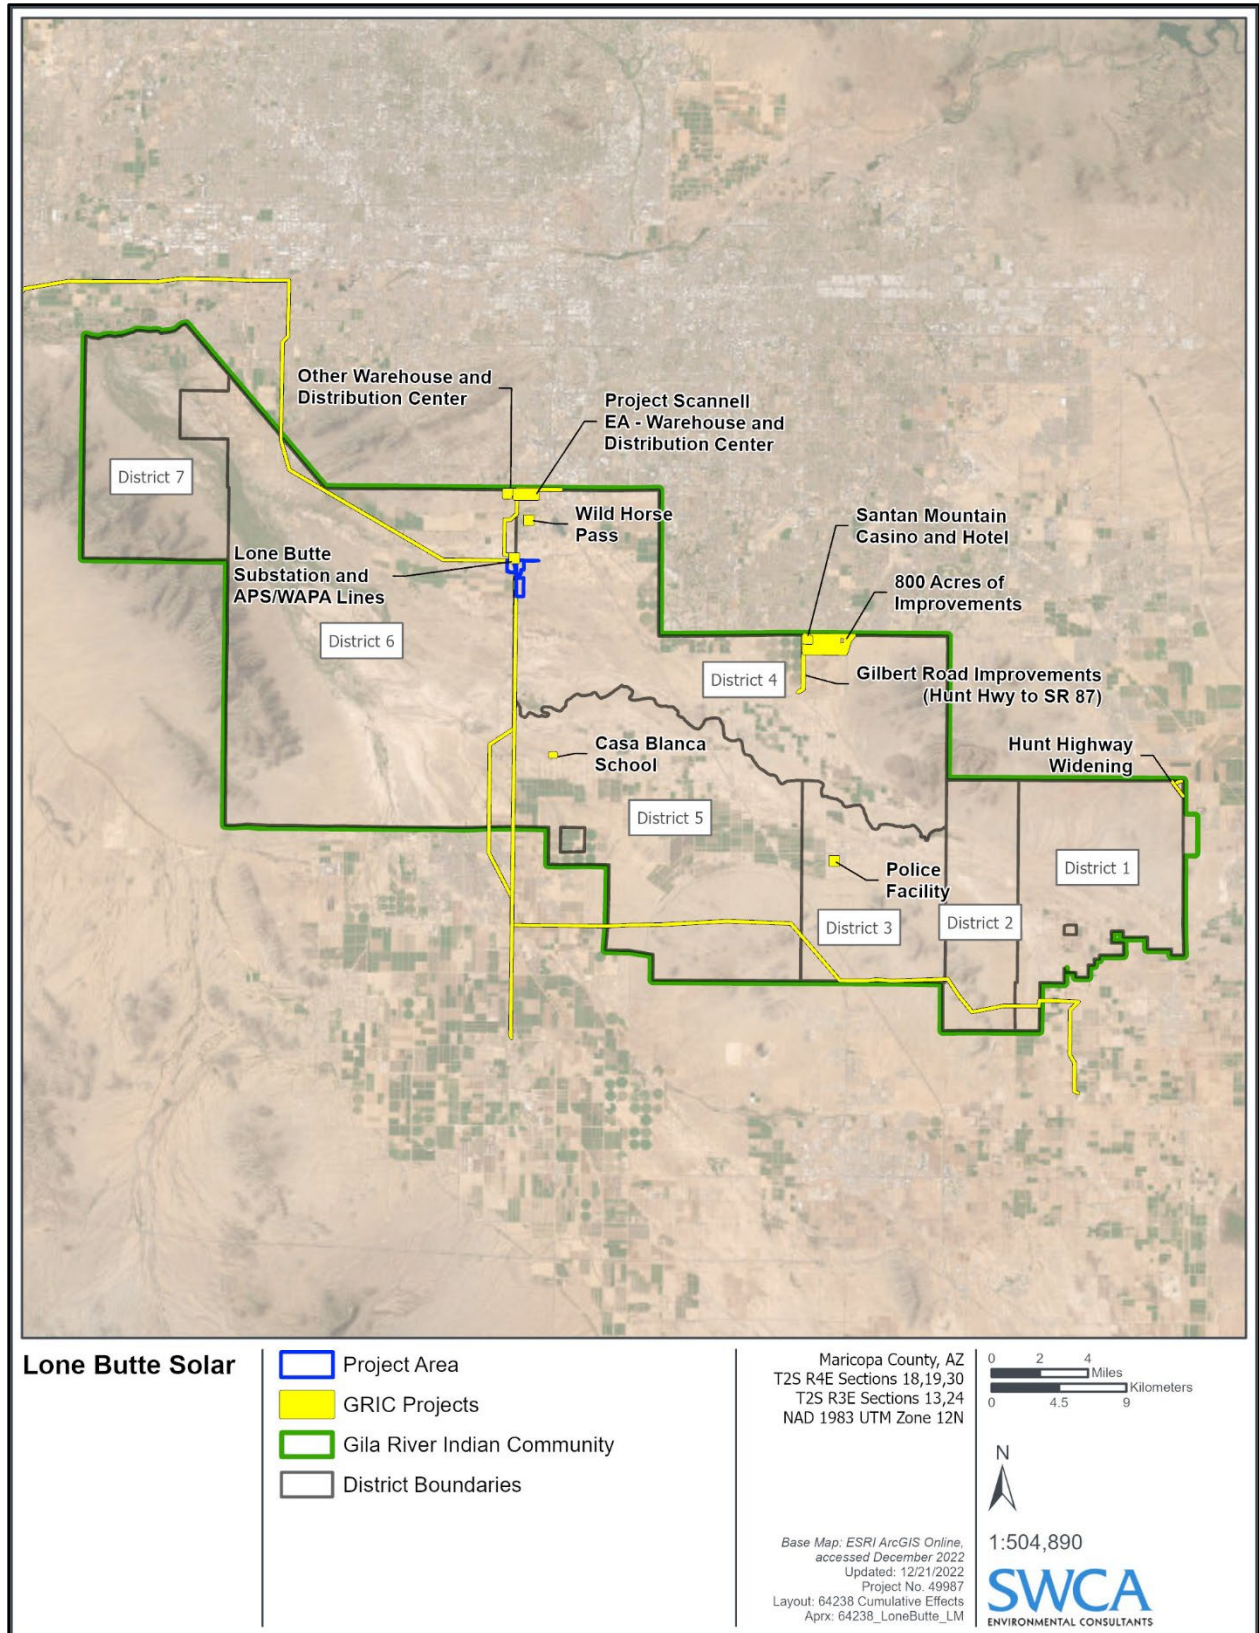 Other Warehouse and
Distribution Center
Project Scannell
EA - Warehouse and
Distribution Center
District 7
Wild Horse
Pass
Santan Mountain
Casino and Hotel
Lone Butte
Substation and
APS/WAPA Lines
800 Acres of
Improvements
District 6
District 4
Gilbert Road Improvements
(Hunt Hwy to SR 87)
Casa Blanca
School
Hunt Highway
Widening
District 5
District 1
Police
Facility
District 3
District 2
Lone Butte Solar
Project Area
GRIC Projects
Gila River Indian Community
District Boundaries
Maricopa County, AZ
T2S R4E Sections 18,19,30
T2S R3E Sections 13,24
NAD 1983 UTM Zone 12N
Base Map: ESRI ArcGIS Online,
accessed December 2022
Updated: 12/21/2022
Project No. 49987
Layout: 64238 Cumulative Effects
Aprx: 64238_LoneButte_LM
0 2 4
Miles
Kilometers
0 4.5 9
N
1:504,890
SWCA
ENVIRONMENTAL CONSULTANTS